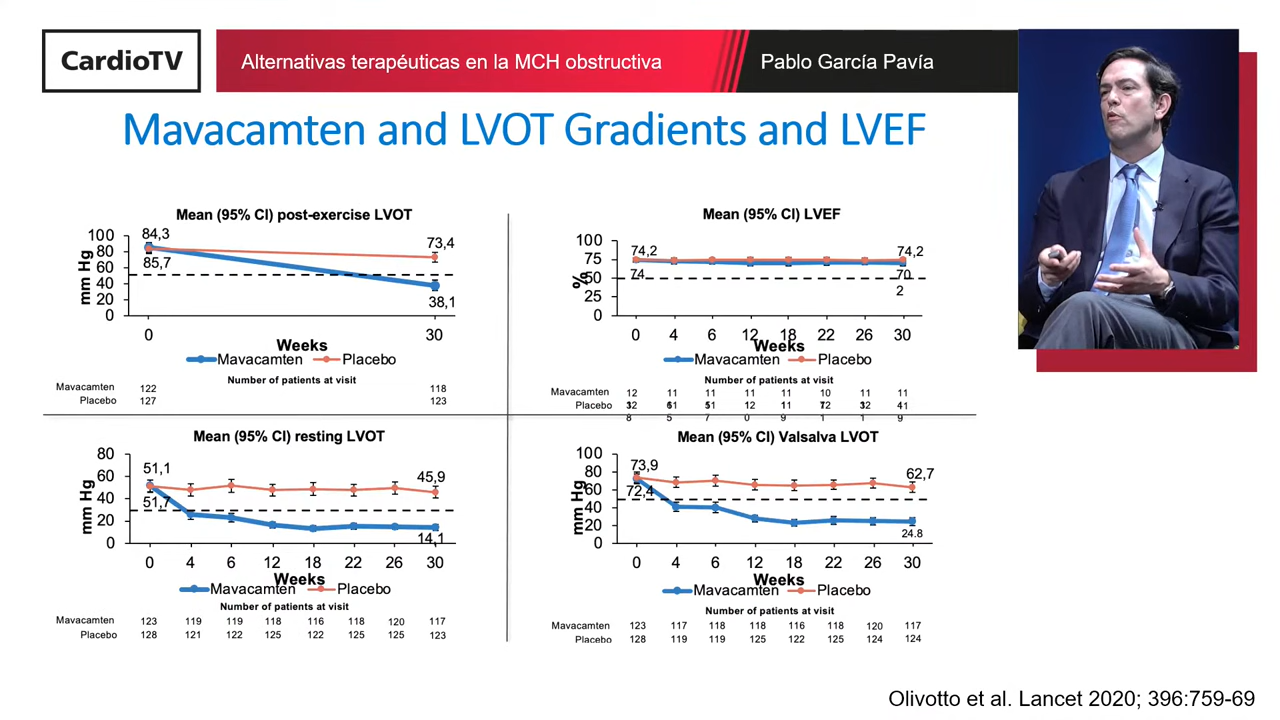 CardioTV
Alternativas terapéuticas en la MCH obstructiva
Pablo García Pavía
Mavacamten and LVOT Gradients and LVEF
Mean (95% CI) post-exercise LVOT
mm Hg
100
80
60
40
20
0
84,3
85,7
73,4
38,1
0 30
Weeks
Mavacamten Placebo
Number of patients at visit
Mavacamten 122 118
Placebo 127 123
Mean (95% CI) LVEF
%
100
75
50
25
0
74,2
74
74,2
70
2
0 4 6 12 18 22 26 30
Weeks
Mavacamten Placebo
Number of patients at visit
Mavacamten
Placebo
Mean (95% CI) resting LVOT
mm Hg
80
60
40
20
0
51,1
51,7
45,9
14,1
0 4 6 12 18 22 26 30
Weeks
Mavacamten Placebo
Number of patients at visit
Mavacamten 123 119 119 118 116 118 120 117
Placebo 128 121 122 125 122 125 125 123
Mean (95% CI) Valsalva LVOT
mm Hg
100
80
60
40
20
0
73,9
72,4
62,7
24.8
0 4 6 12 18 22 26 30
Weeks
Mavacamten Placebo
Number of patients at visit
Mavacamten 123 117 118 118 116 118 120 117
Placebo 128 119 119 125 122 125 124 124
Olivotto et al. Lancet 2020; 396:759-69